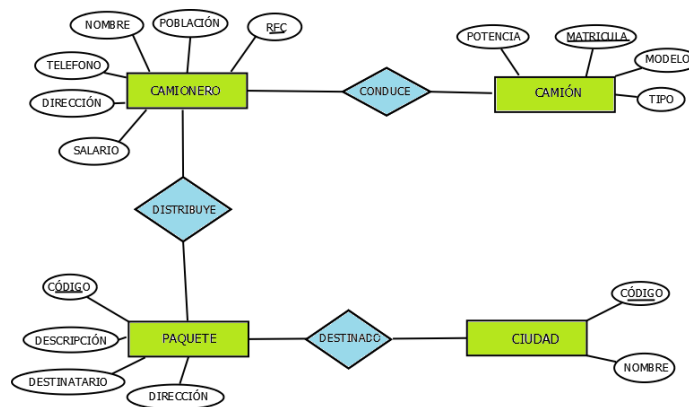 NOMBRE
POBLACIÓN
RFC
TELEFONO
DIRECCIÓN
SALARIO
CAMIONERO
CONDUCE
POTENCIA
MATRICULA
MODELO
TIPO
CAMIÓN
DISTRIBUYE
CÓDIGO
DESCRIPCIÓN
DESTINATARIO
DIRECCIÓN
PAQUETE
DESTINADO
CÓDIGO
CIUDAD
NOMBRE